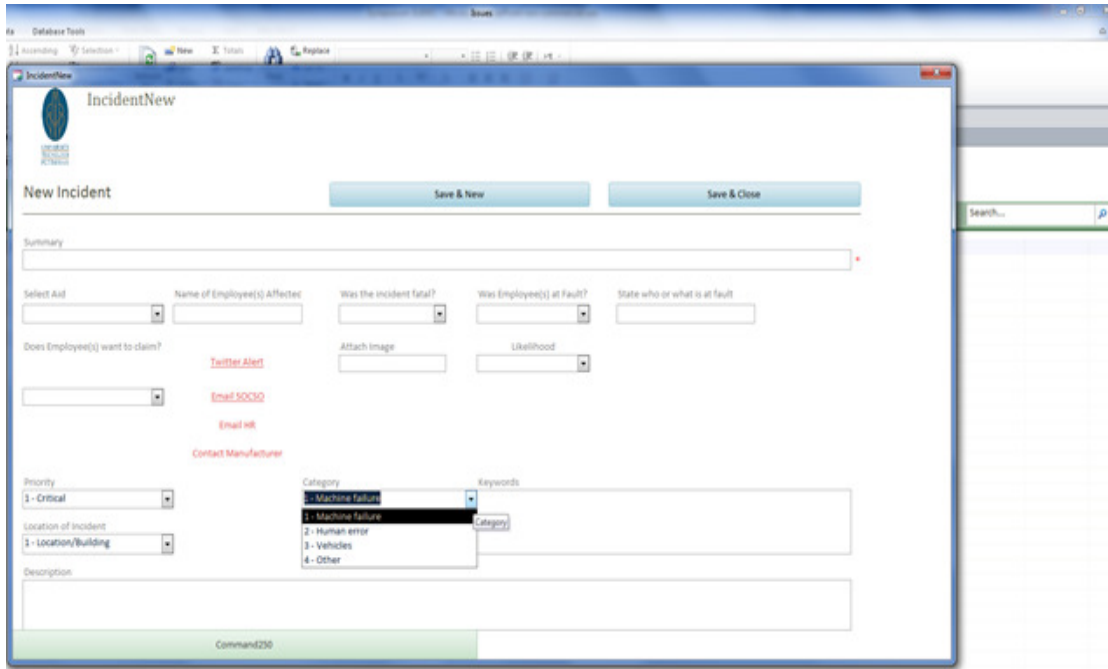 Issues
Database Tools
Ascending
Selection
New
Totals
Replace
IncidentNew
IncidentNew
UNIVERSITI
TEKNOLOGI
PETRONAS
New Incident
Save & New
Save & Close
Search...
Summary
*
Select Aid
Name of Employee(s) Affectec
Was the incident fatal?
Was Employee(s) at Fault?
State who or what is at fault
Does Employee(s) want to claim?
Twitter Alert
Attach Image
Likelihood
Email SOCSO
Email HR
Contact Manufacturer
Priority
Category
Keywords
1 - Critical
1 - Machine failure
1 - Machine failure
Category
2 - Human error
3 - Vehicles
4 - Other
Location of Incident
1 - Location/Building
Description
Command250